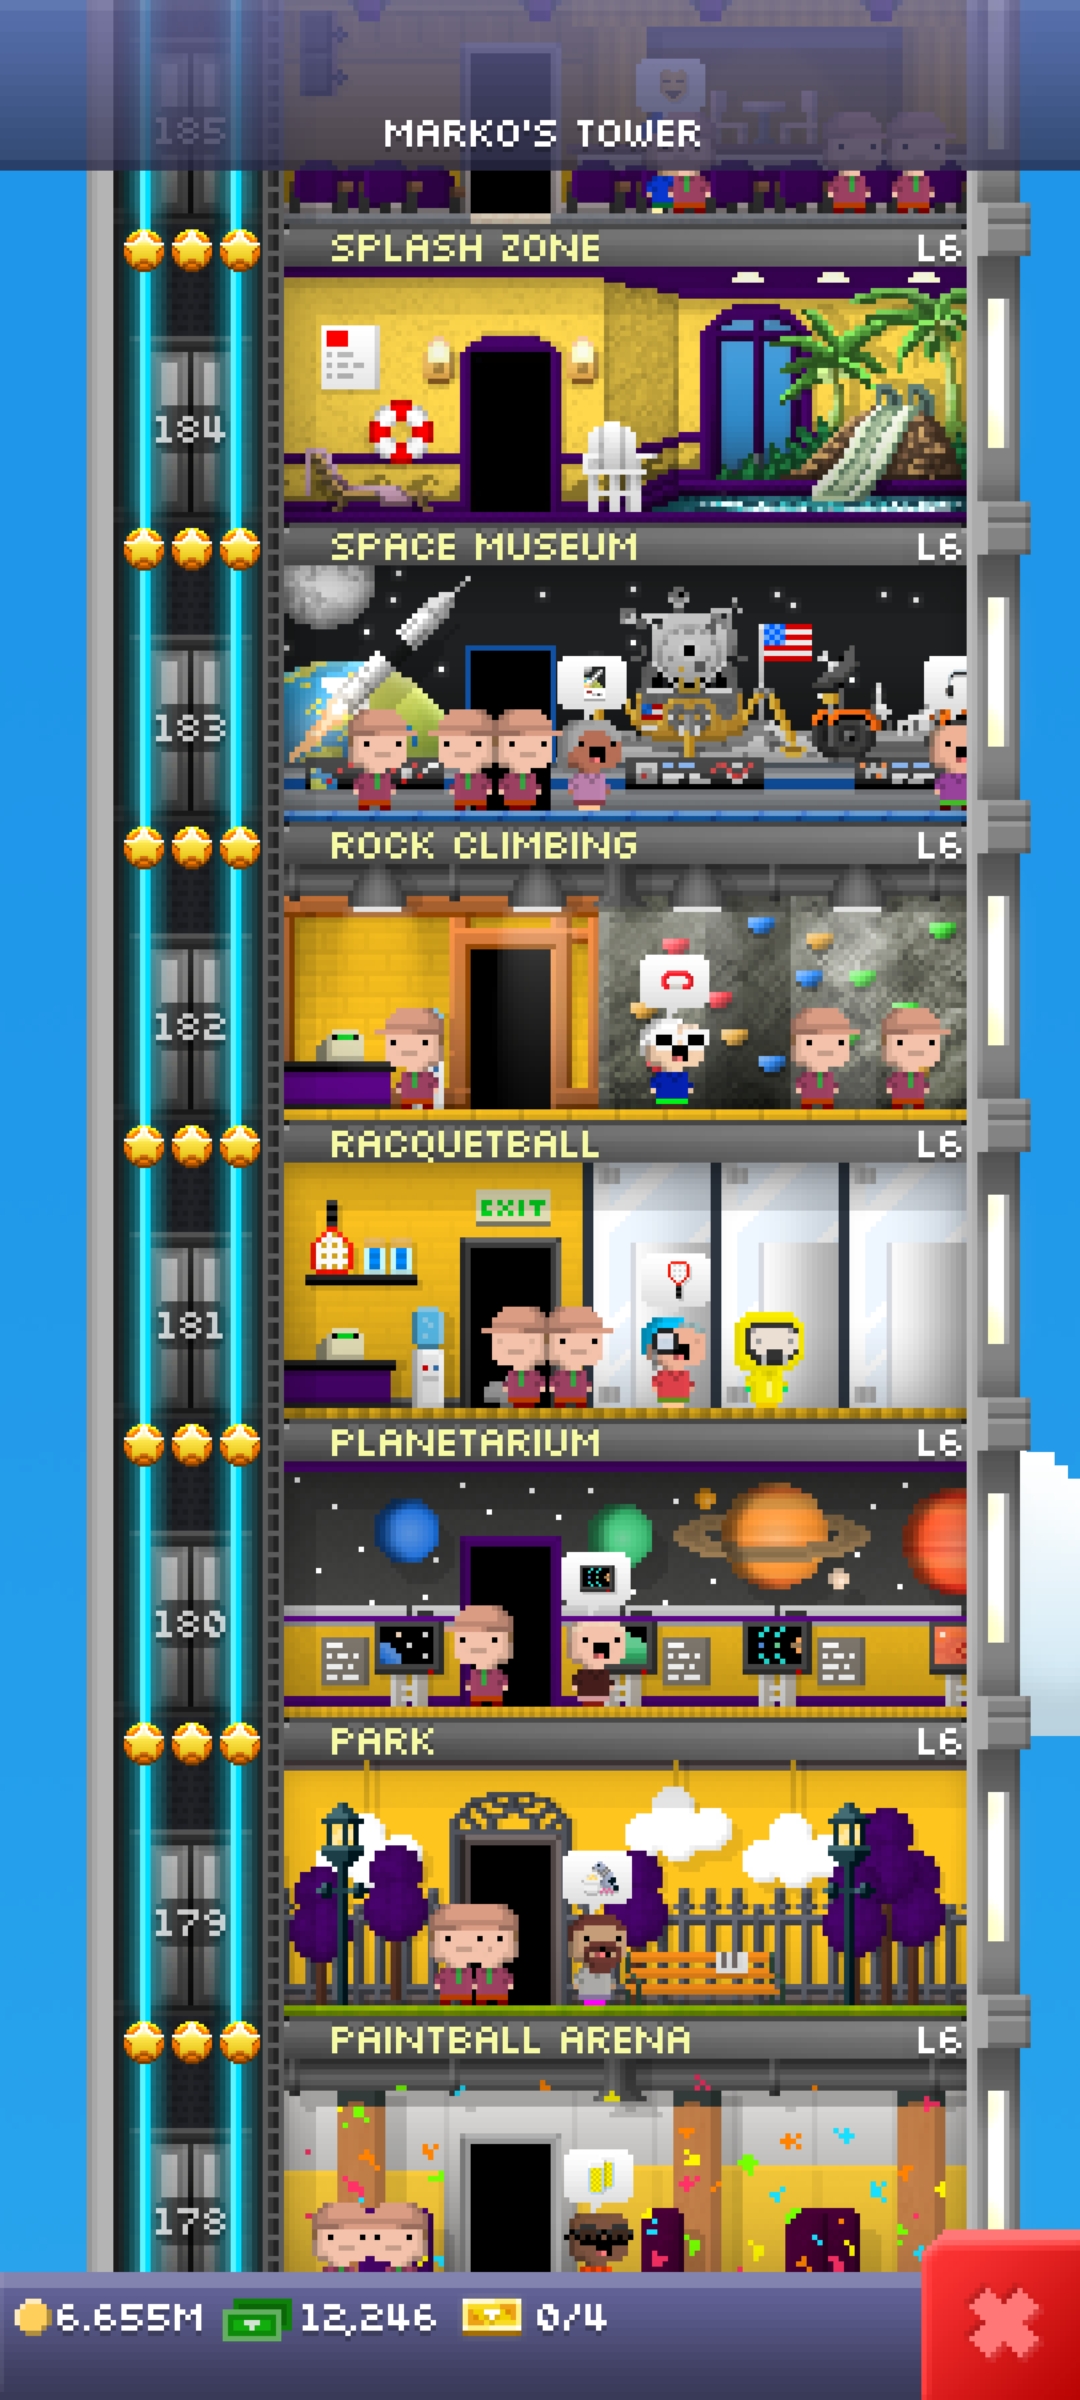 185
MARKO'S TOWER
SPLASH ZONE L6
184
SPACE MUSEUM L6
183
ROCK CLIMBING L6
182
RACQUETBALL L6
EXIT
181
PLANETARIUM L6
180
PARK L6
179
PAINTBALL ARENA L6
178
6.655M 12,246 0/4